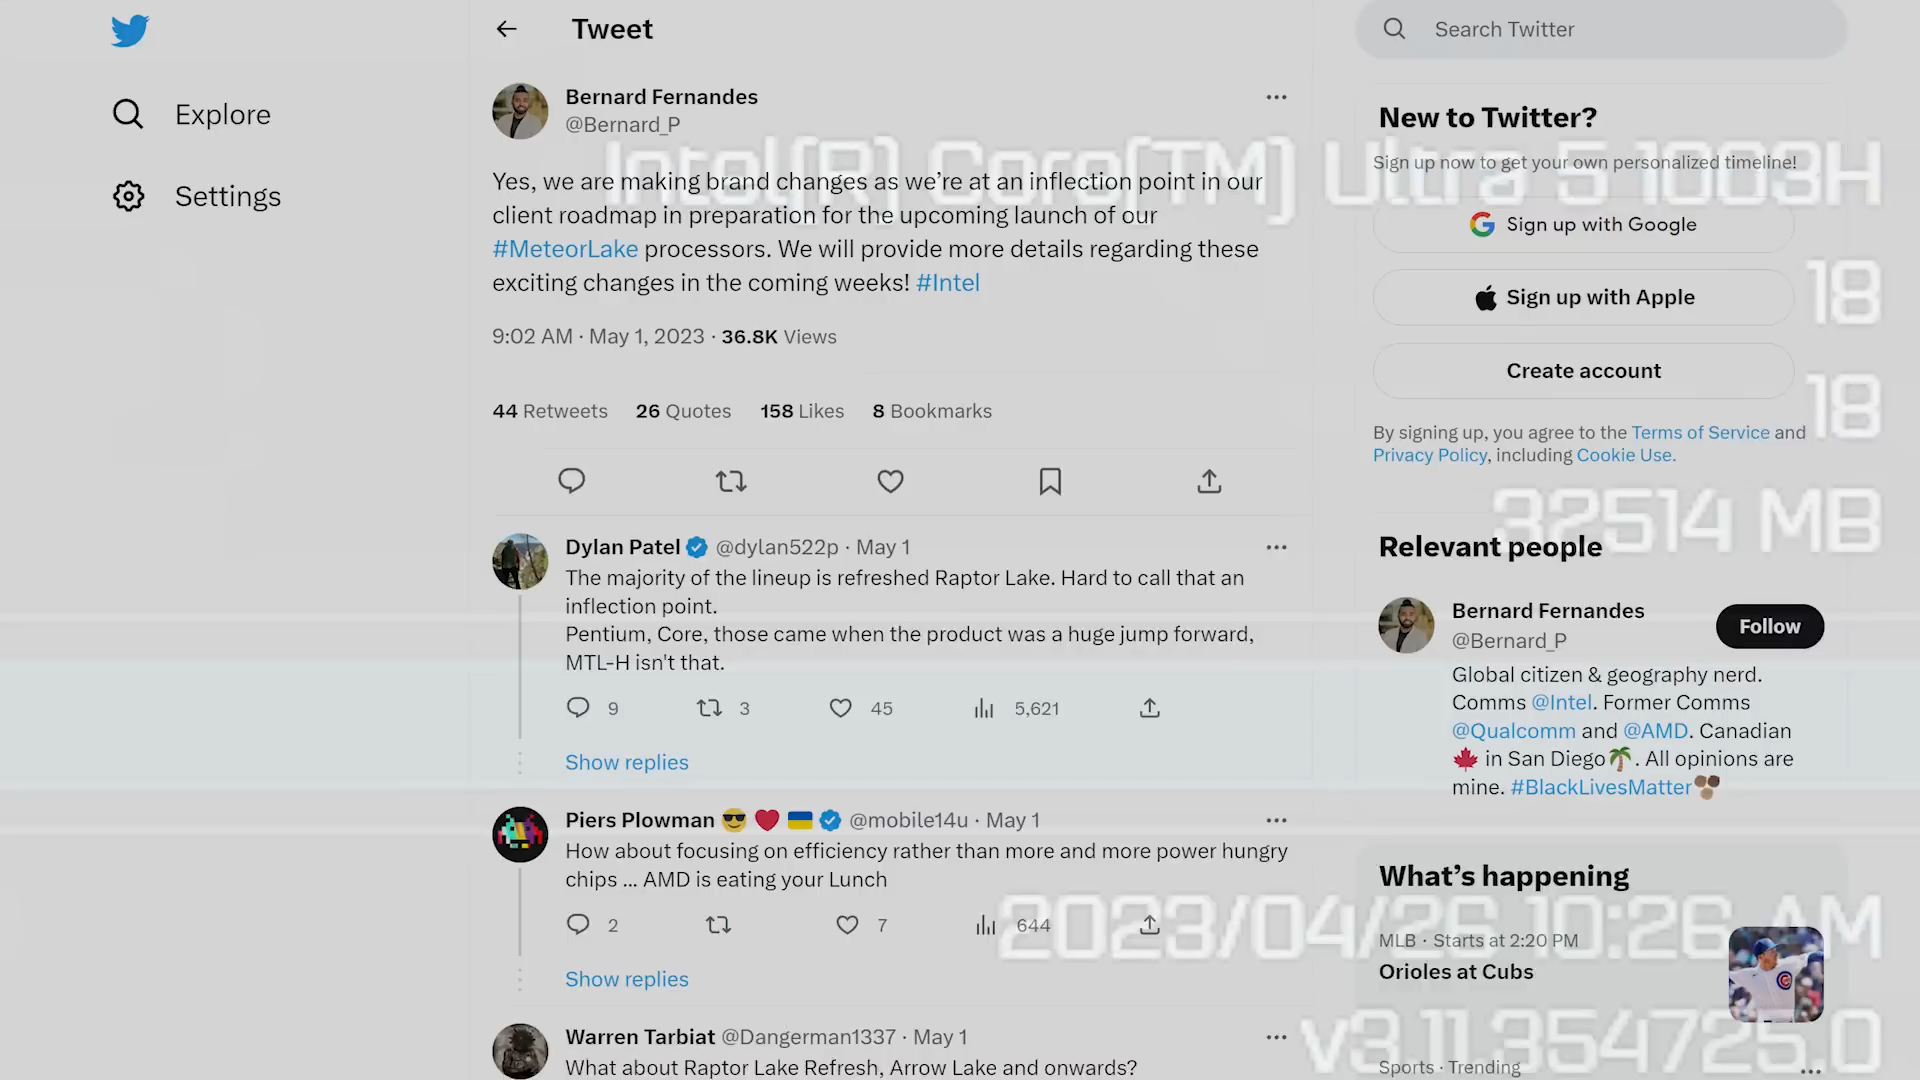 Tweet
Search Twitter
Explore
Settings
Bernard Fernandes
@Bernard_P
Yes, we are making brand changes as we’re at an inflection point in our
client roadmap in preparation for the upcoming launch of our
#MeteorLake processors. We will provide more details regarding these
exciting changes in the coming weeks! #Intel
9:02 AM · May 1, 2023 · 36.8K Views
44 Retweets 26 Quotes 158 Likes 8 Bookmarks
Dylan Patel @dylan522p · May 1
The majority of the lineup is refreshed Raptor Lake. Hard to call that an
inflection point.
Pentium, Core, those came when the product was a huge jump forward,
MTL-H isn't that.
9 3 45 5,621
Show replies
Piers Plowman 😎 ❤️ 🇺🇦 @mobile14u · May 1
How about focusing on efficiency rather than more and more power hungry
chips ... AMD is eating your Lunch
2 7 644
Show replies
Warren Tarbiat @Dangerman1337 · May 1
What about Raptor Lake Refresh, Arrow Lake and onwards?
New to Twitter?
Sign up now to get your own personalized timeline!
Sign up with Google
Sign up with Apple
Create account
By signing up, you agree to the Terms of Service and
Privacy Policy, including Cookie Use.
Relevant people
Bernard Fernandes
@Bernard_P
Follow
Global citizen & geography nerd.
Comms @Intel. Former Comms
@Qualcomm and @AMD. Canadian
🍁 in San Diego🌴. All opinions are
mine. #BlackLivesMatter
What’s happening
MLB · Starts at 2:20 PM
Orioles at Cubs
Sports · Trending
Intel(R) Core(TM) Ultra 5 1003H
18
18
32514 MB
2023/04/26 10:26 AM
v3.11.354725.0